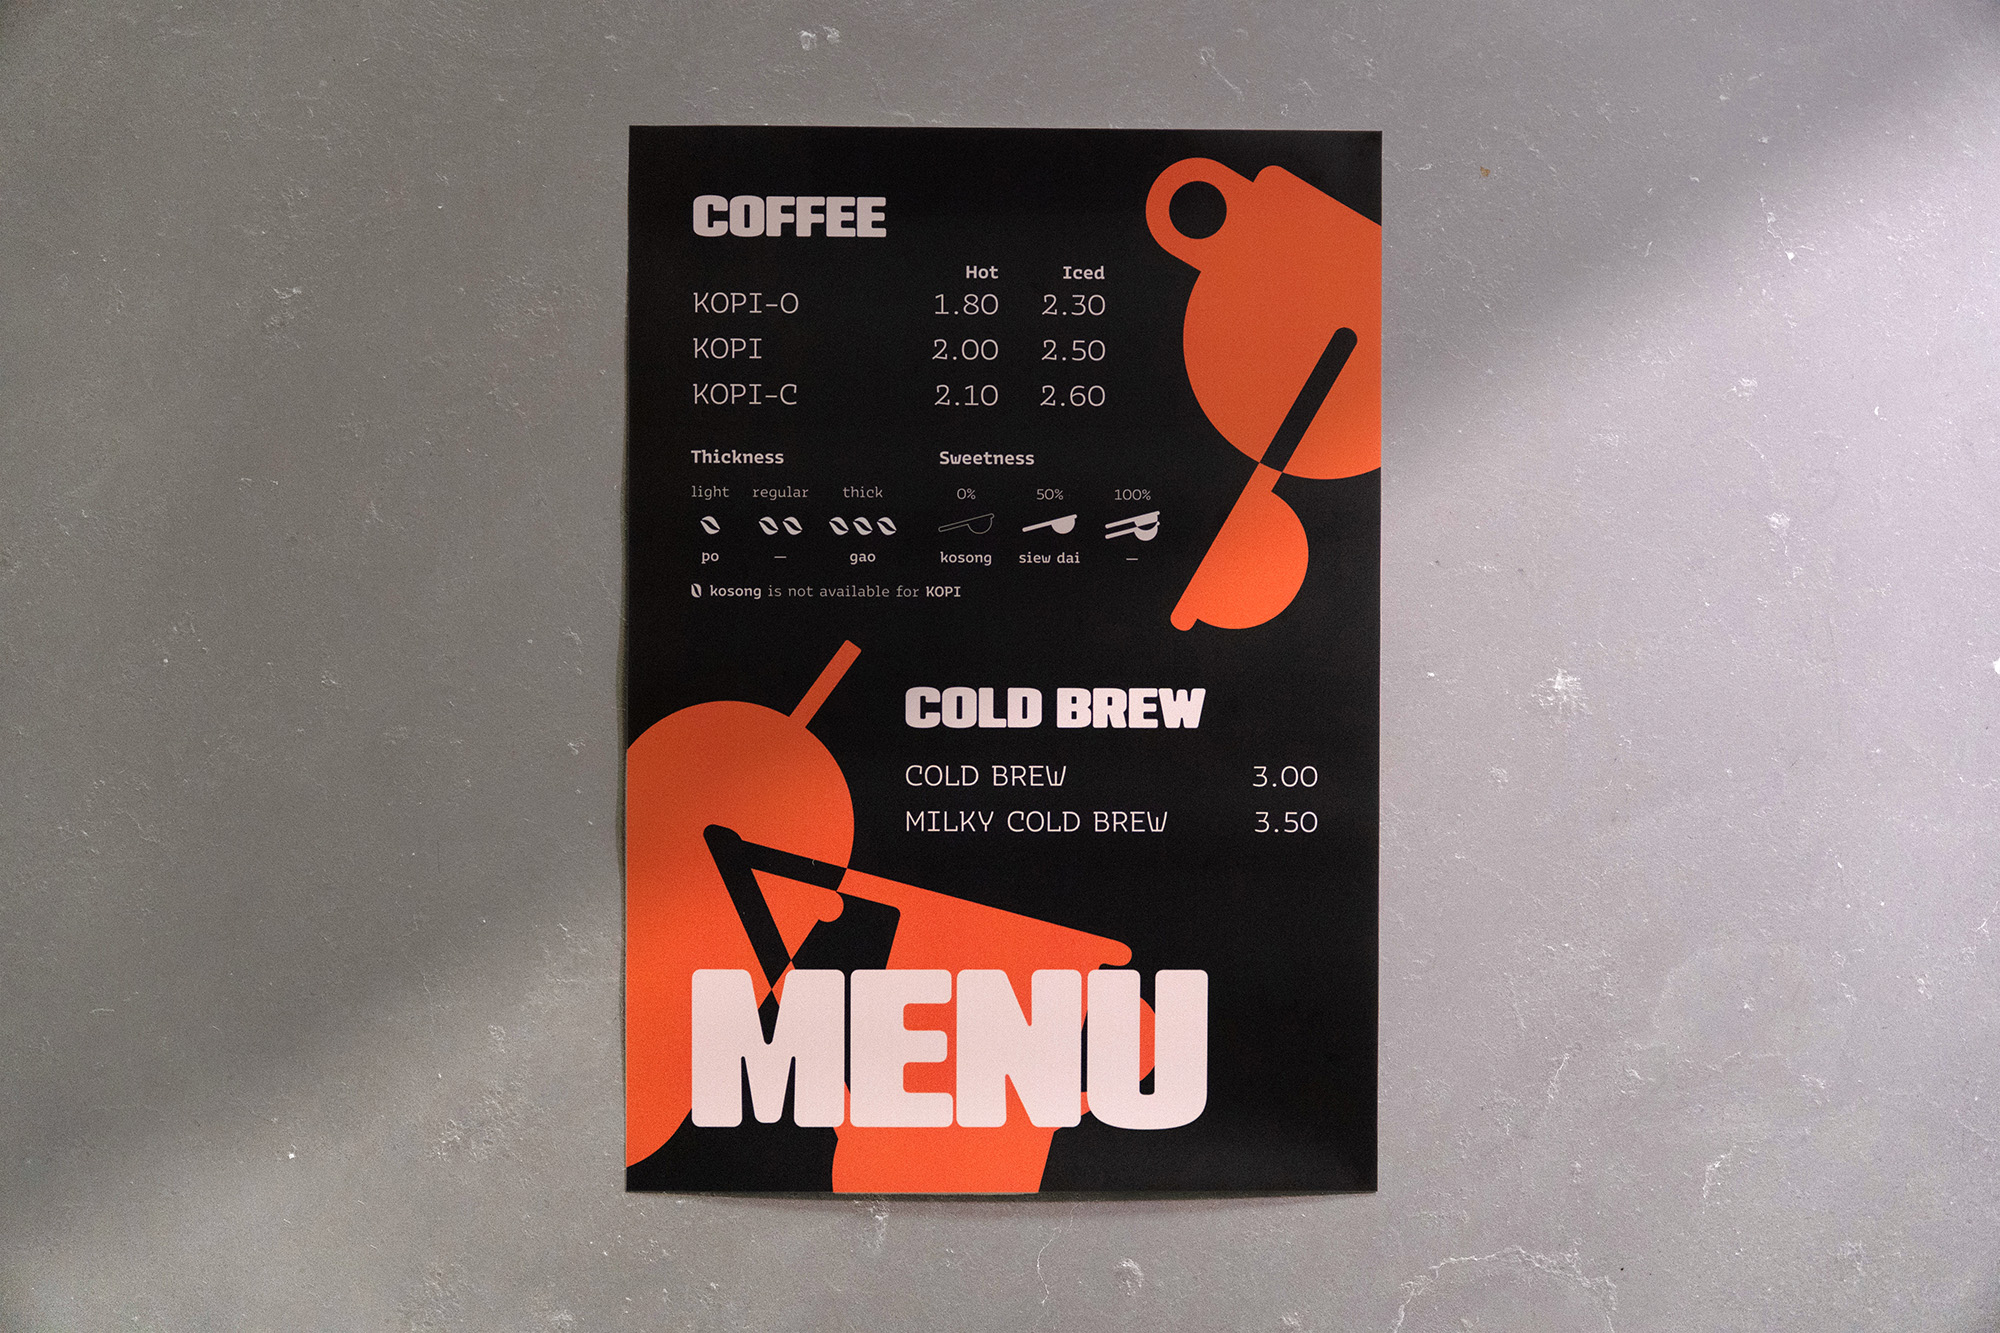 COFFEE
Hot Iced
KOPI-O 1.80 2.30
KOPI 2.00 2.50
KOPI-C 2.10 2.60
Thickness Sweetness
light regular thick 0% 50% 100%
po — gao kosong siew dai —
kosong is not available for KOPI
COLD BREW
COLD BREW 3.00
MILKY COLD BREW 3.50
MENU